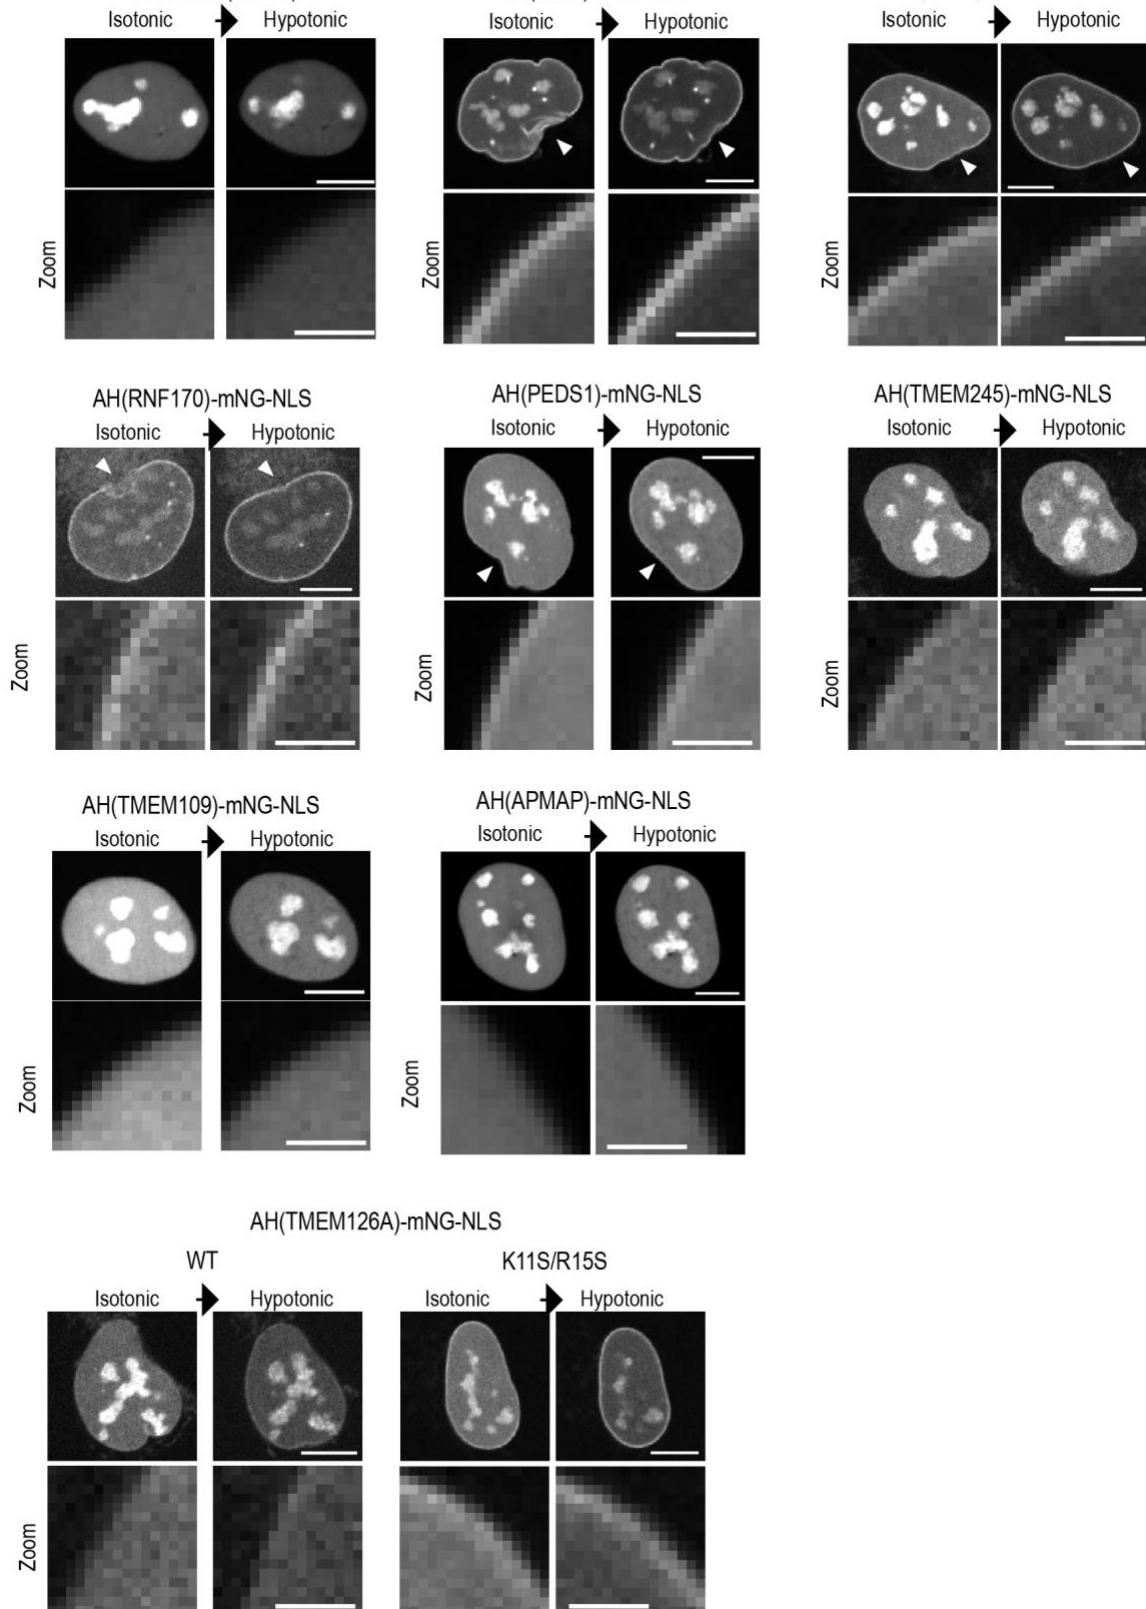 Isotonic Hypotonic
Isotonic Hypotonic
Isotonic Hypotonic
Zoom
Zoom
Zoom
AH(RNF170)-mNG-NLS
Isotonic Hypotonic
AH(PEDS1)-mNG-NLS
Isotonic Hypotonic
AH(TMEM245)-mNG-NLS
Isotonic Hypotonic
Zoom
Zoom
Zoom
AH(TMEM109)-mNG-NLS
Isotonic Hypotonic
AH(APMAP)-mNG-NLS
Isotonic Hypotonic
Zoom
Zoom
AH(TMEM126A)-mNG-NLS
WT
K11S/R15S
Isotonic Hypotonic
Isotonic Hypotonic
Zoom